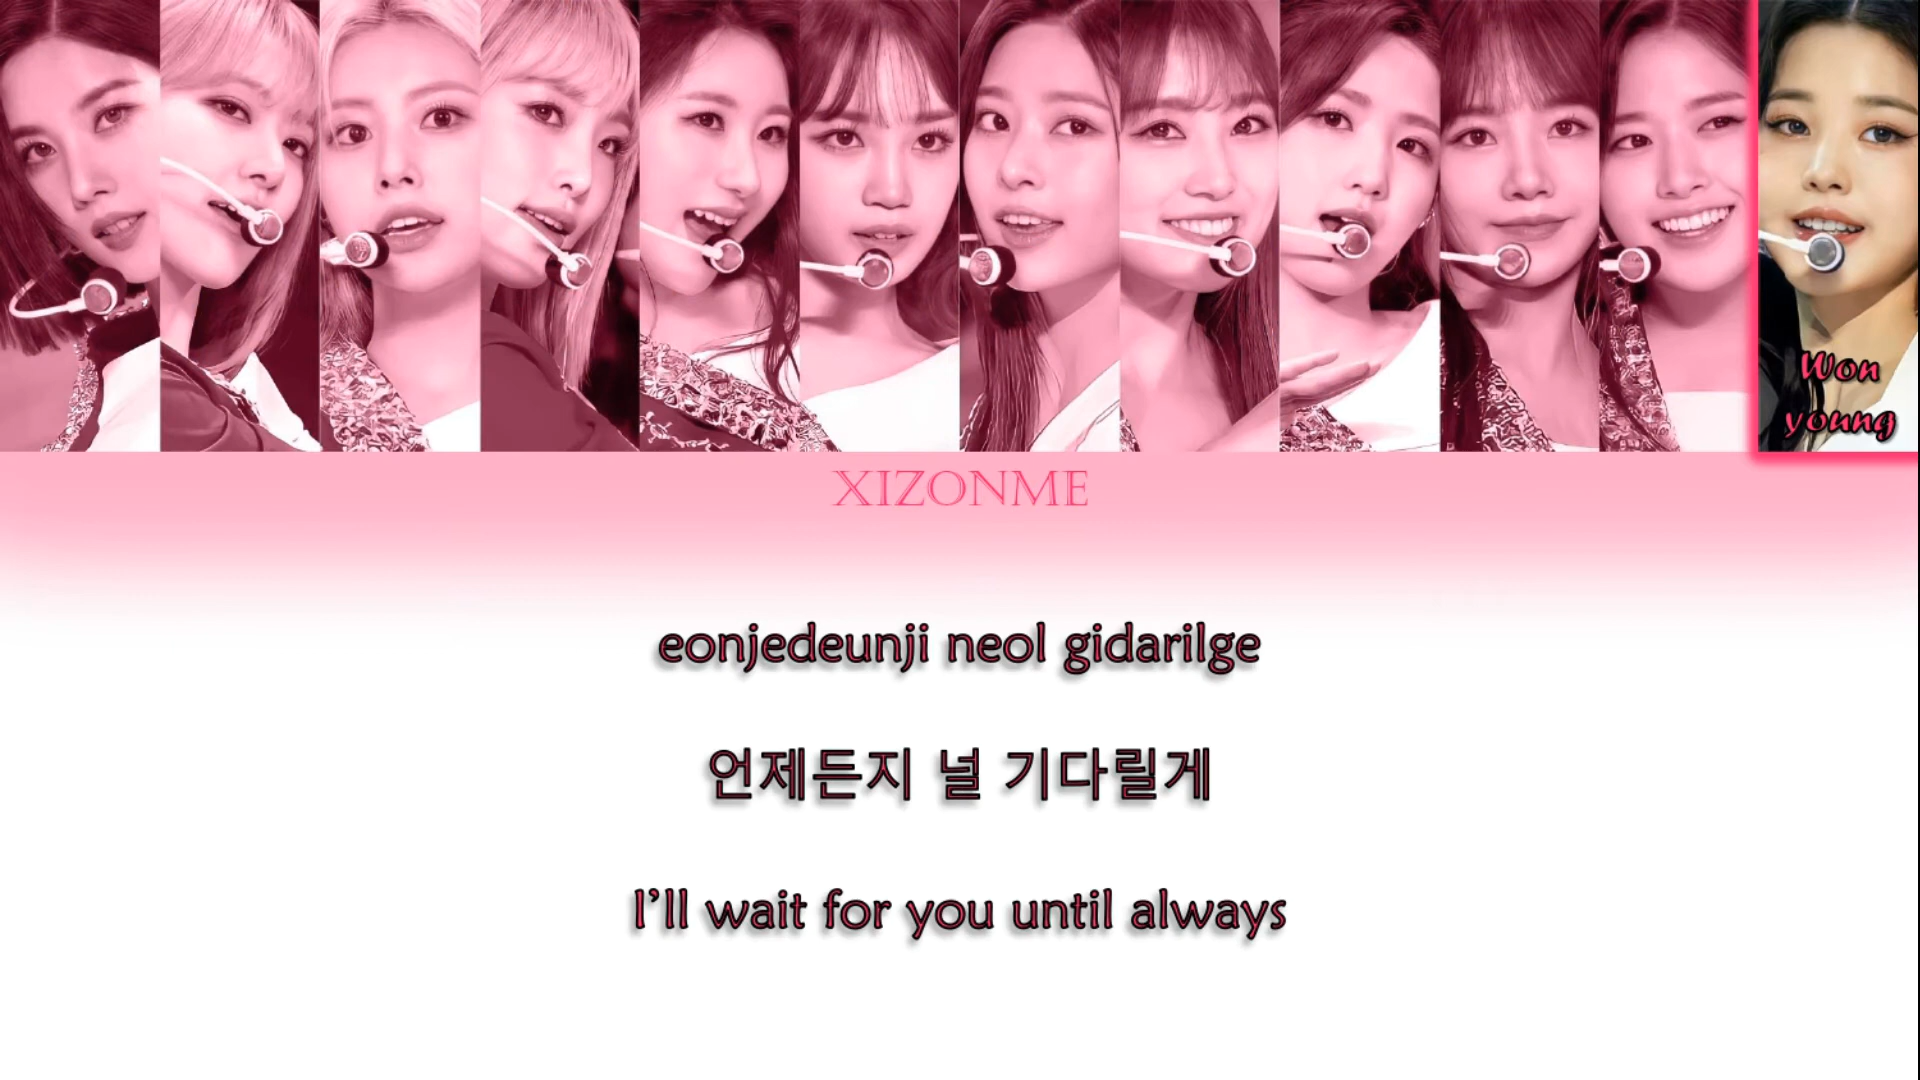 Won
young
XIZONME
eonjedeunji neol gidarilge
언제든지 널 기다릴게
I'll wait for you until always